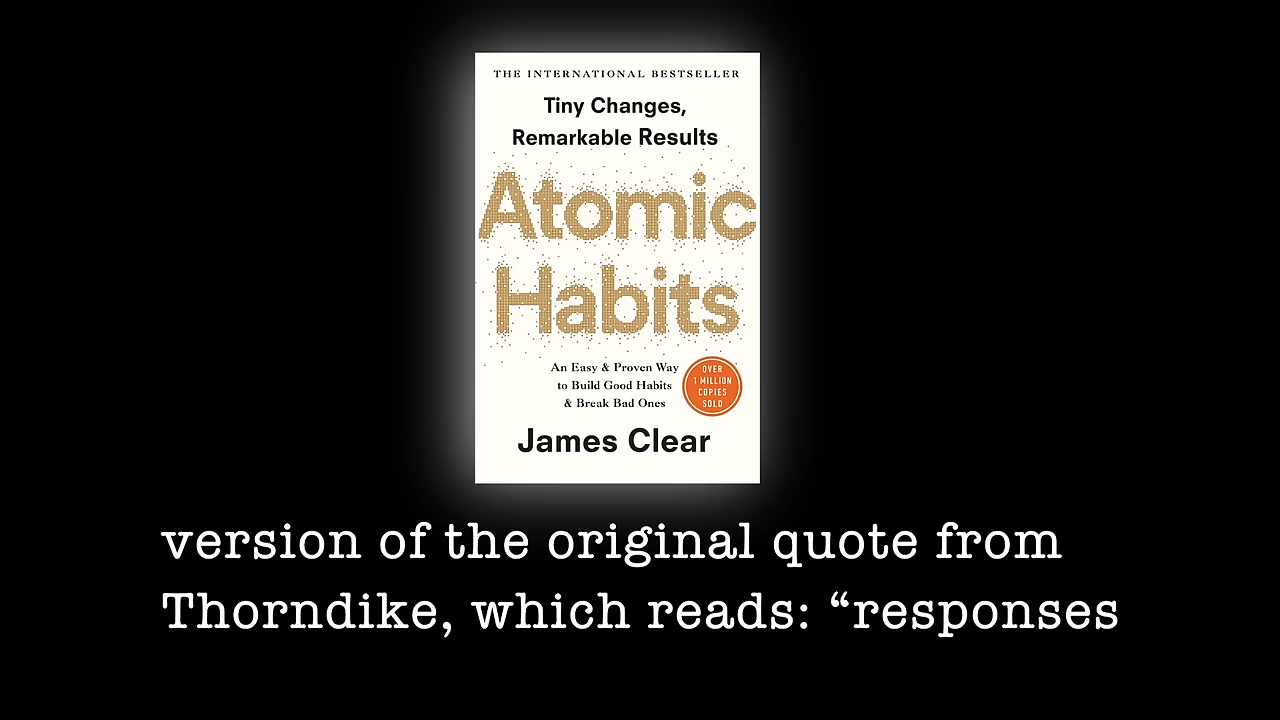 THE INTERNATIONAL BESTSELLER
Tiny Changes,
Remarkable Results
Atomic
Habits
An Easy & Proven Way
to Build Good Habits
& Break Bad Ones
OVER
1 MILLION
COPIES
SOLD
James Clear
version of the original quote from
Thorndike, which reads: “responses